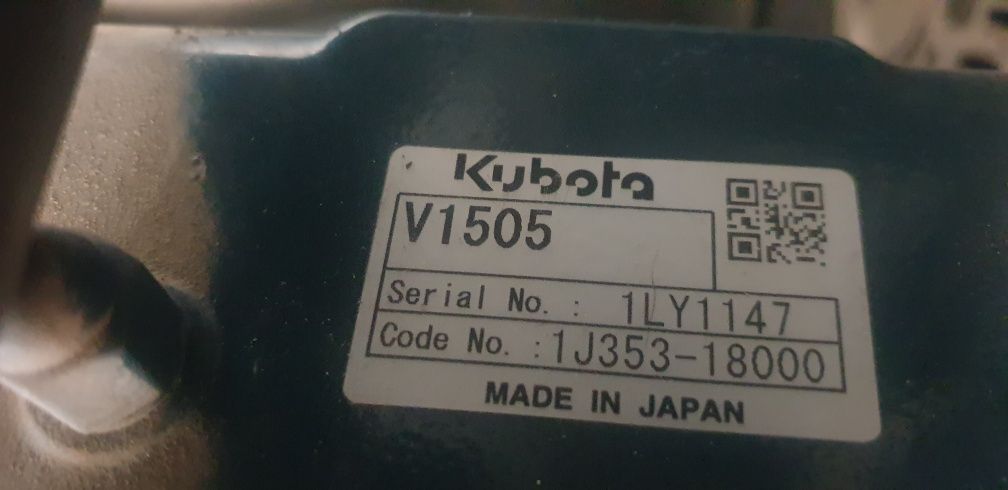 Kubota
V1505
Serial No. : 1LY1147
Code No. :1J353-18000
MADE IN JAPAN